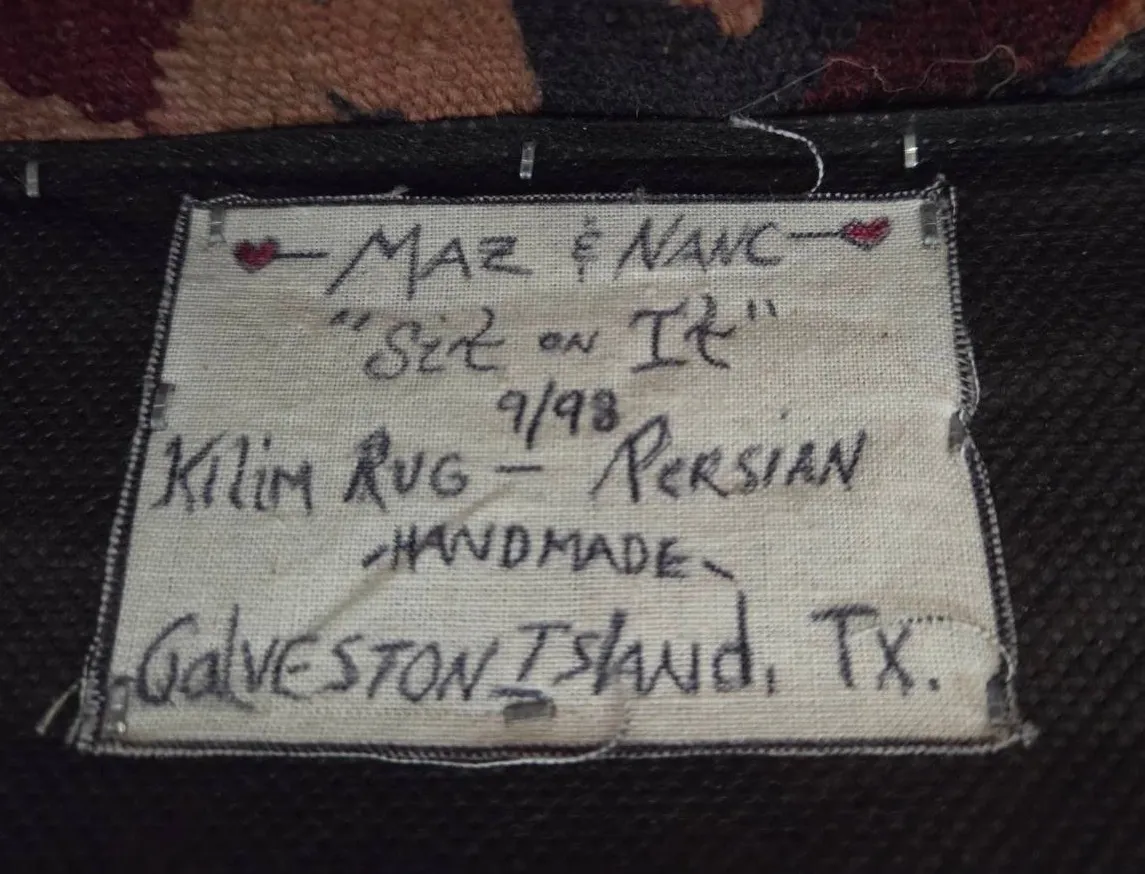 MAZ & NANC
"Sit ON It"
9/98
Kilim RUG - PERSIAN
-HANDMADE-
GalVESTON Island, Tx.